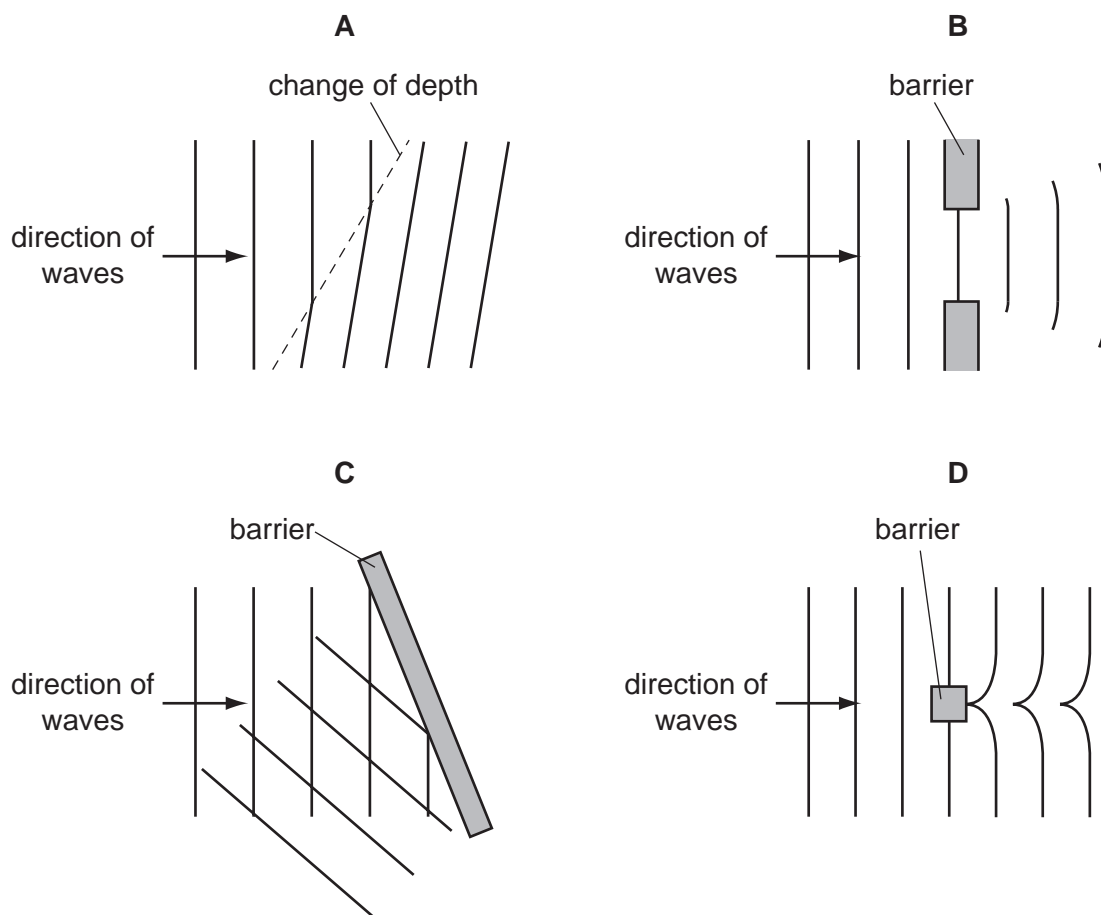 A
change of depth
direction of
waves
B
barrier
direction of
waves
C
barrier
direction of
waves
D
barrier
direction of
waves